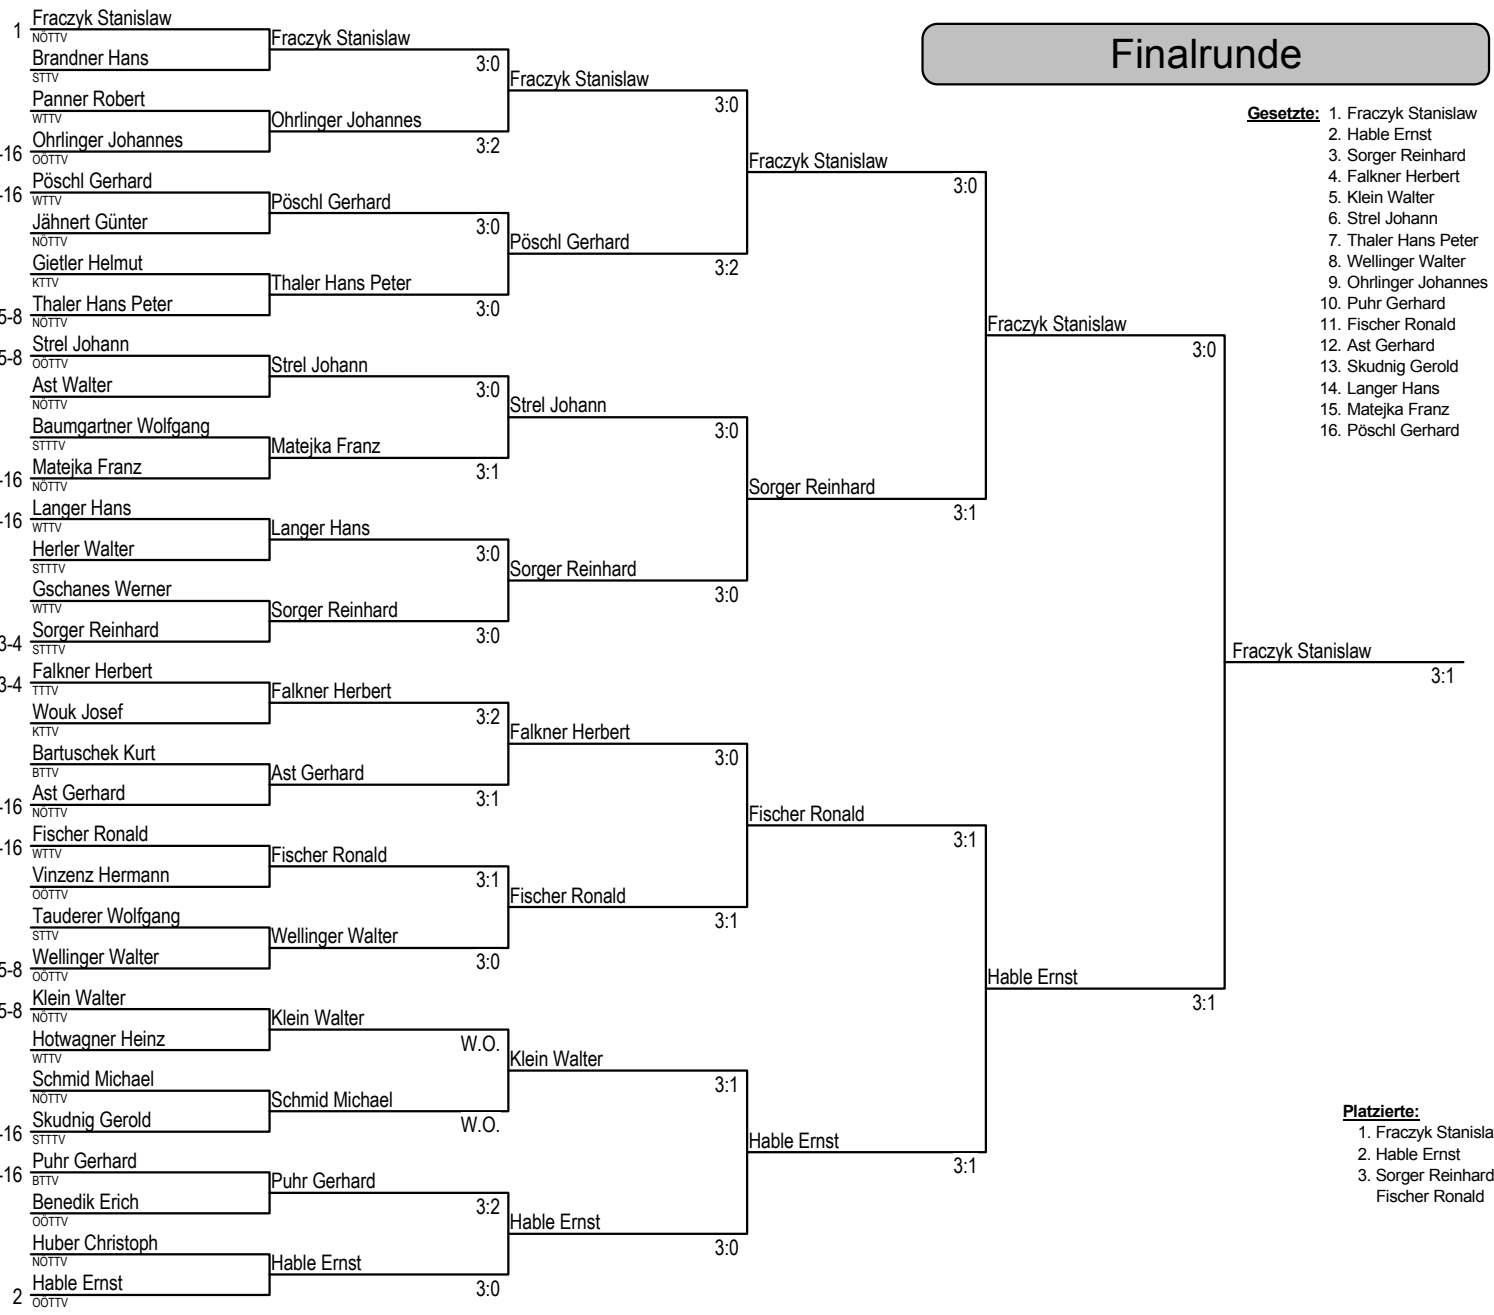 Finalrunde
1
Fraczyk Stanislaw
NÖTTV
Brandner Hans
STTV
Panner Robert
WTTV
-16
Ohrlinger Johannes
OÖTTV
-16
Pöschl Gerhard
WTTV
Jähnert Günter
NÖTTV
Gietler Helmut
KTTV
5-8
Thaler Hans Peter
NÖTTV
5-8
Strel Johann
OÖTTV
Ast Walter
NÖTTV
Baumgartner Wolfgang
STTTV
-16
Matejka Franz
NÖTTV
-16
Langer Hans
WTTV
Herler Walter
STTTV
Gschanes Werner
WTTV
3-4
Sorger Reinhard
STTTV
3-4
Falkner Herbert
TTTV
Wouk Josef
KTTV
Bartuschek Kurt
BTTV
-16
Ast Gerhard
NÖTTV
-16
Fischer Ronald
WTTV
Vinzenz Hermann
OÖTTV
Tauderer Wolfgang
STTV
5-8
Wellinger Walter
OÖTTV
5-8
Klein Walter
NÖTTV
Hotwagner Heinz
WTTV
Schmid Michael
NÖTTV
-16
Skudnig Gerold
STTTV
-16
Puhr Gerhard
BTTV
Benedik Erich
OÖTTV
Huber Christoph
NÖTTV
2
Hable Ernst
OÖTTV
Fraczyk Stanislaw
3:0
Ohrlinger Johannes
3:2
Pöschl Gerhard
3:0
Thaler Hans Peter
3:0
Strel Johann
3:0
Matejka Franz
3:1
Langer Hans
3:0
Sorger Reinhard
3:0
Falkner Herbert
3:2
Ast Gerhard
3:1
Fischer Ronald
3:1
Wellinger Walter
3:0
Klein Walter
W.O.
Schmid Michael
W.O.
Puhr Gerhard
3:2
Hable Ernst
3:0
Fraczyk Stanislaw
3:0
Pöschl Gerhard
3:2
Strel Johann
3:0
Sorger Reinhard
3:0
Falkner Herbert
3:0
Fischer Ronald
3:1
Klein Walter
3:1
Hable Ernst
3:0
Fraczyk Stanislaw
3:0
Sorger Reinhard
3:1
Fischer Ronald
3:1
Hable Ernst
3:1
Fraczyk Stanislaw
3:0
Hable Ernst
3:1
Fraczyk Stanislaw
3:1
Gesetzte: 1. Fraczyk Stanislaw
2. Hable Ernst
3. Sorger Reinhard
4. Falkner Herbert
5. Klein Walter
6. Strel Johann
7. Thaler Hans Peter
8. Wellinger Walter
9. Ohrlinger Johannes
10. Puhr Gerhard
11. Fischer Ronald
12. Ast Gerhard
13. Skudnig Gerold
14. Langer Hans
15. Matejka Franz
16. Pöschl Gerhard
Platzierte:
1. Fraczyk Stanisla
2. Hable Ernst
3. Sorger Reinhard
Fischer Ronald